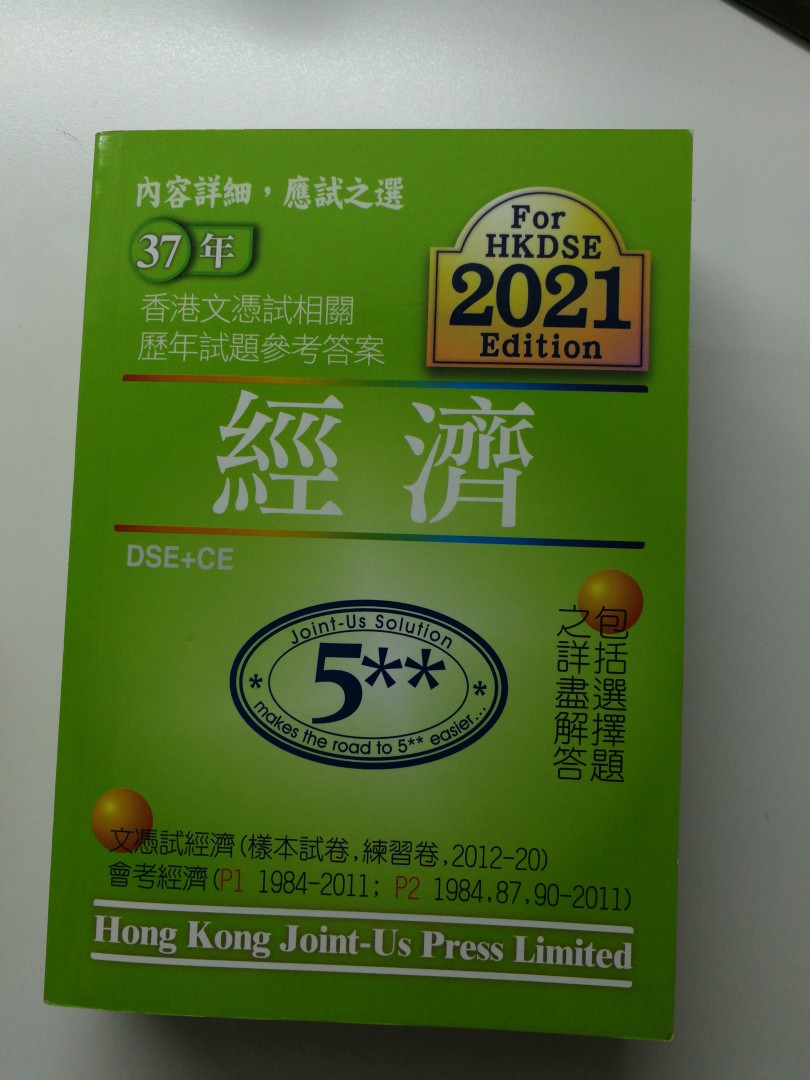 內容詳細，應試之選
37 年
香港文憑試相關
歷年試題參考答案
For
HKDSE
2021
Edition
經濟
DSE+CE
Joint-Us Solution
* 5** *
makes the road to 5** easier...
包括選擇題
之詳盡解答
文憑試經濟(樣本試卷,練習卷,2012-20)
會考經濟(P1 1984-2011; P2 1984,87,90-2011)
Hong Kong Joint-Us Press Limited